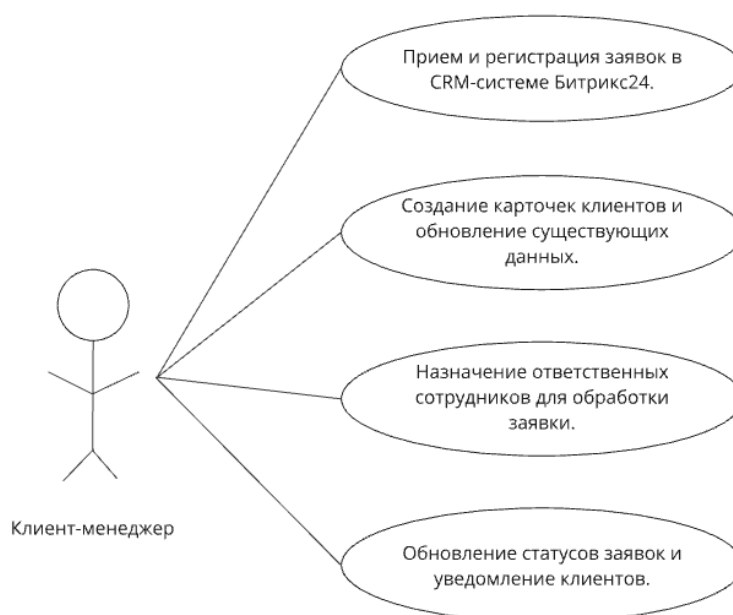 Прием и регистрация заявок в
CRM-системе Битрикс24.
Создание карточек клиентов и
обновление существующих
данных.
Назначение ответственных
сотрудников для обработки
заявки.
Клиент-менеджер
Обновление статусов заявок и
уведомление клиентов.